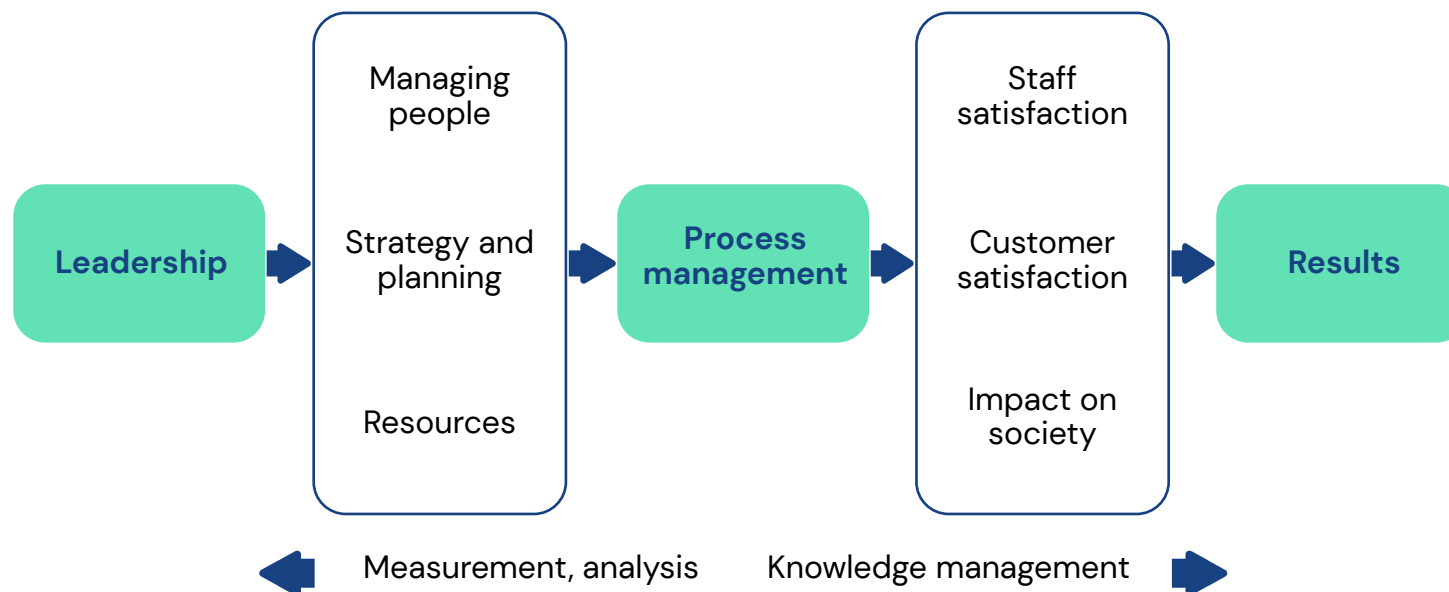 Leadership
Managing
people
Strategy and
planning
Resources
Process
management
Staff
satisfaction
Customer
satisfaction
Impact on
society
Results
Measurement, analysis
Knowledge management